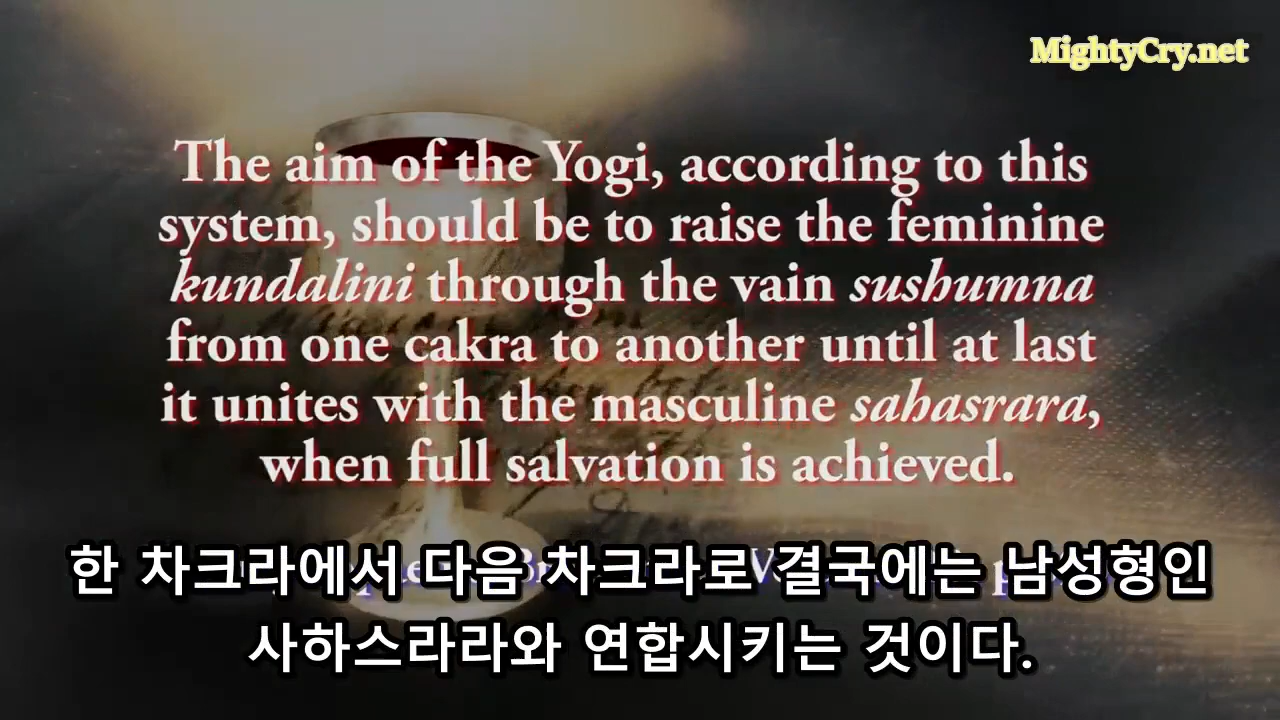 MightyCry.net
The aim of the Yogi, according to this
system, should be to raise the feminine
kundalini through the vain sushumna
from one cakra to another until at last
it unites with the masculine sahasrara,
when full salvation is achieved.
한 차크라에서 다음 차크라로 결국에는 남성형인
사하스라라와 연합시키는 것이다.